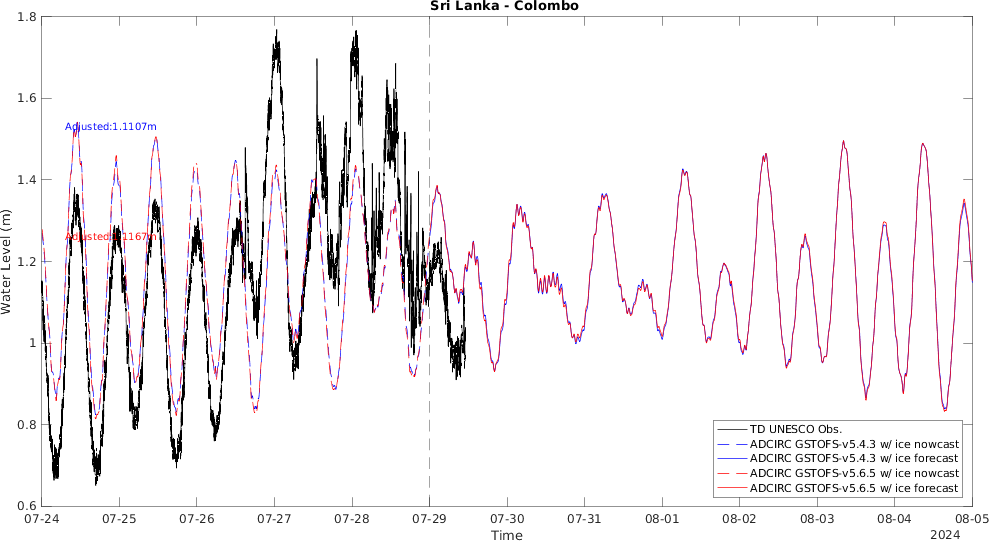 Sri Lanka - Colombo
1.8
1.6
1.4
1.2
1
0.8
0.6
Water Level (m)
Adjusted:1.1107m
Adjusted:1.1167m
TD UNESCO Obs.
ADCIRC GSTOFS-v5.4.3 w/ ice nowcast
ADCIRC GSTOFS-v5.4.3 w/ ice forecast
ADCIRC GSTOFS-v5.6.5 w/ ice nowcast
ADCIRC GSTOFS-v5.6.5 w/ ice forecast
07-24 07-25 07-26 07-27 07-28 07-29 07-30 07-31 08-01 08-02 08-03 08-04 08-05
Time
2024